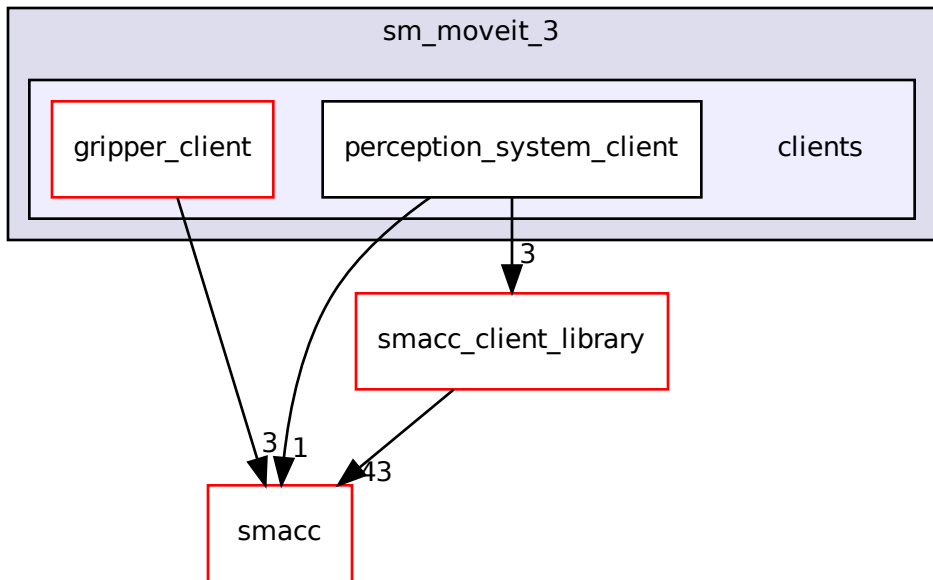 sm_moveit_3
gripper_client
perception_system_client
clients
3
smacc_client_library
3
1
43
smacc